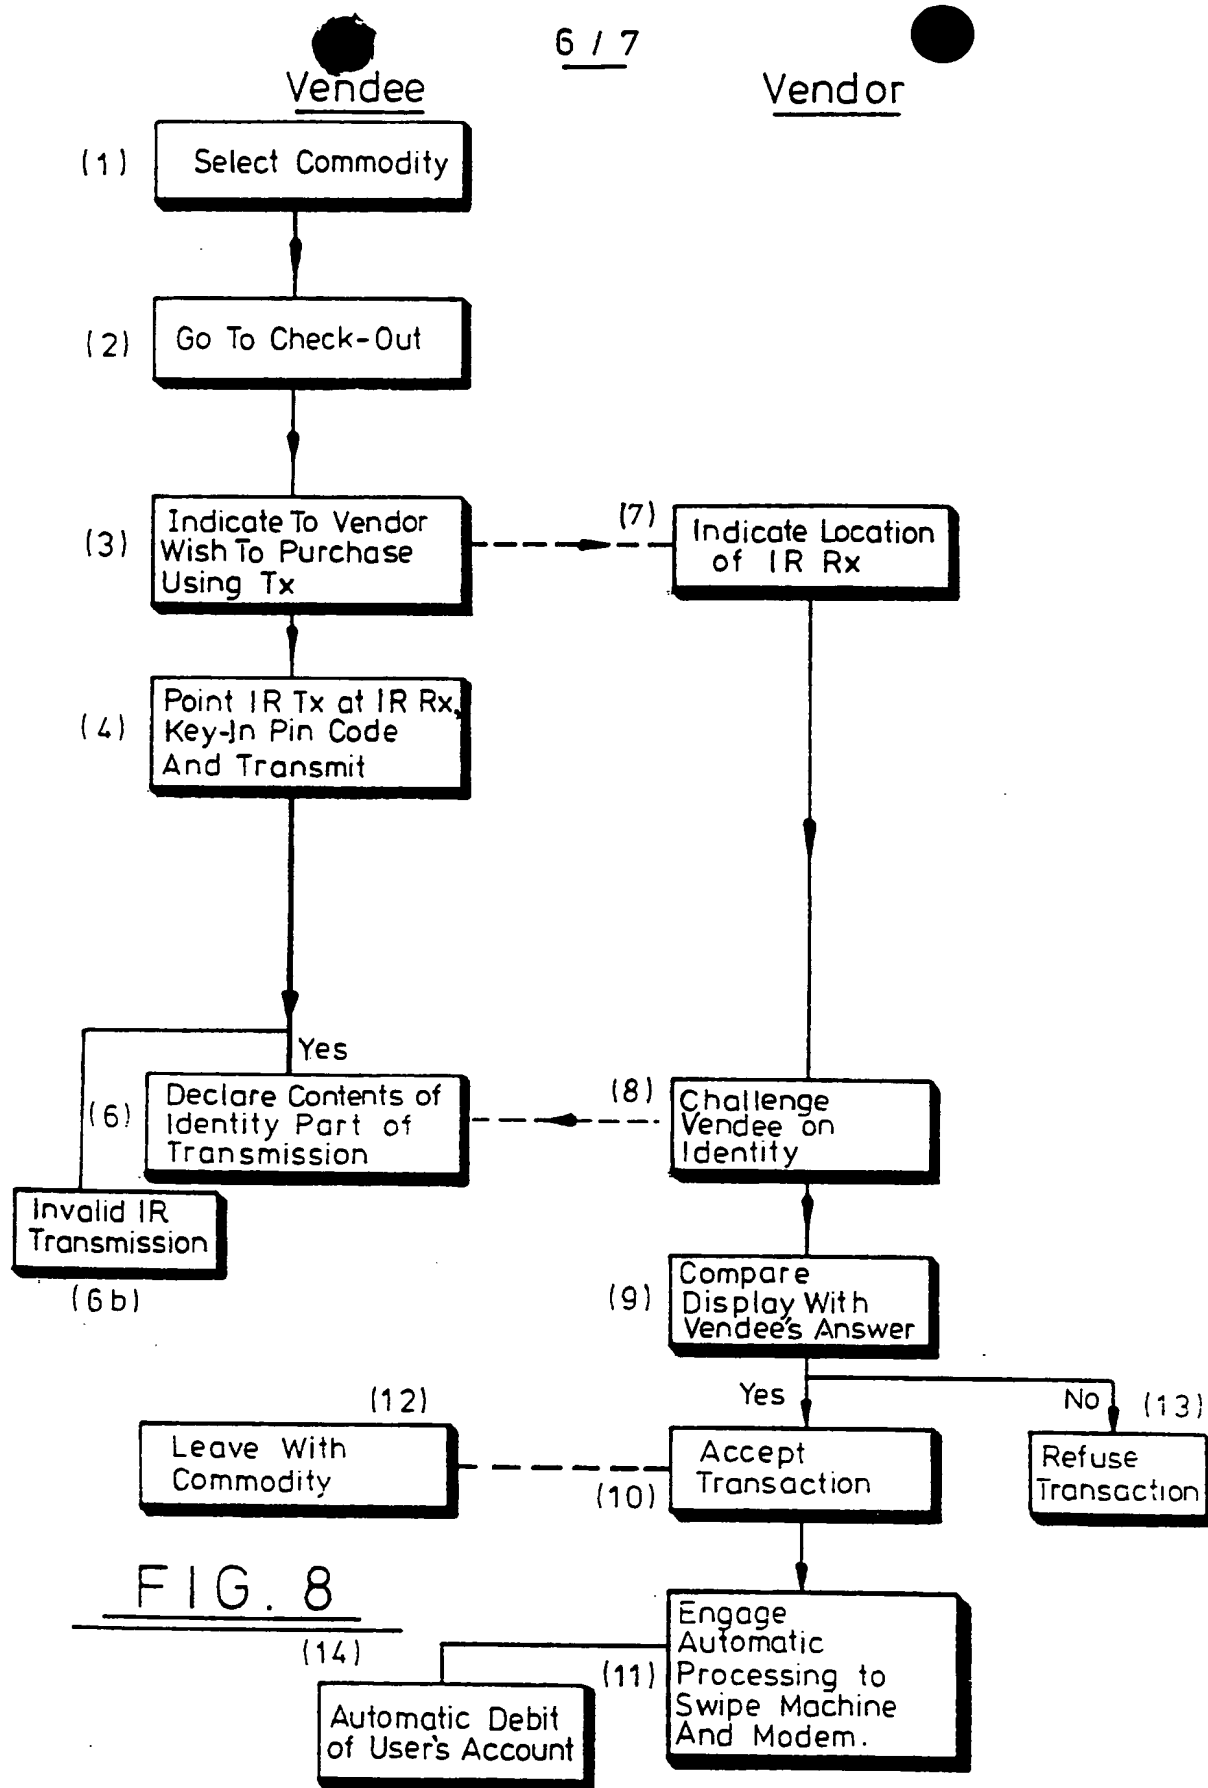 6 / 7
Vendee
Vendor
(1)
Select Commodity
(2)
Go To Check-Out
(3)
Indicate To Vendor
Wish To Purchase
Using Tx
(7)
Indicate Location
of IR Rx
(4)
Point IR Tx at IR Rx,
Key-In Pin Code
And Transmit
Yes
(6)
Declare Contents of
Identity Part of
Transmission
(8)
Challenge
Vendee on
Identity
Invalid IR
Transmission
(6b)
(9)
Compare
Display With
Vendee's Answer
Yes
No
(13)
(12)
Leave With
Commodity
(10)
Accept
Transaction
Refuse
Transaction
FIG. 8
(14)
Automatic Debit
of User's Account
(11)
Engage
Automatic
Processing to
Swipe Machine
And Modem.